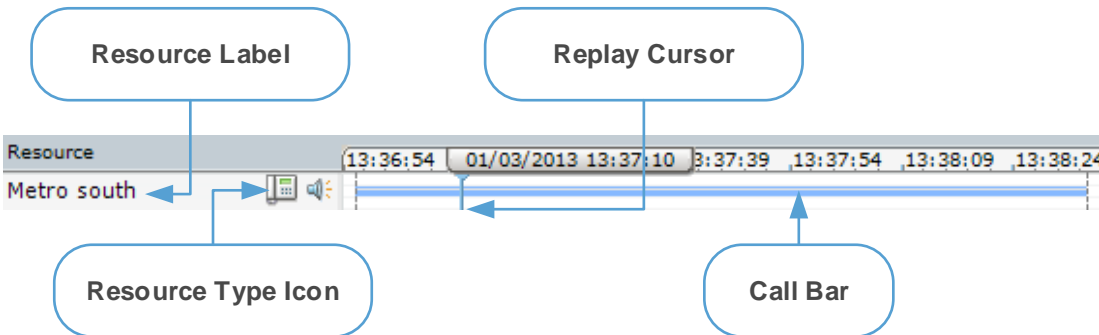 Resource Label
Replay Cursor
Resource
13:36:54
01/03/2013 13:37:10
3:37:39
13:37:54
13:38:09
13:38:24
Metro south
Resource Type Icon
Call Bar